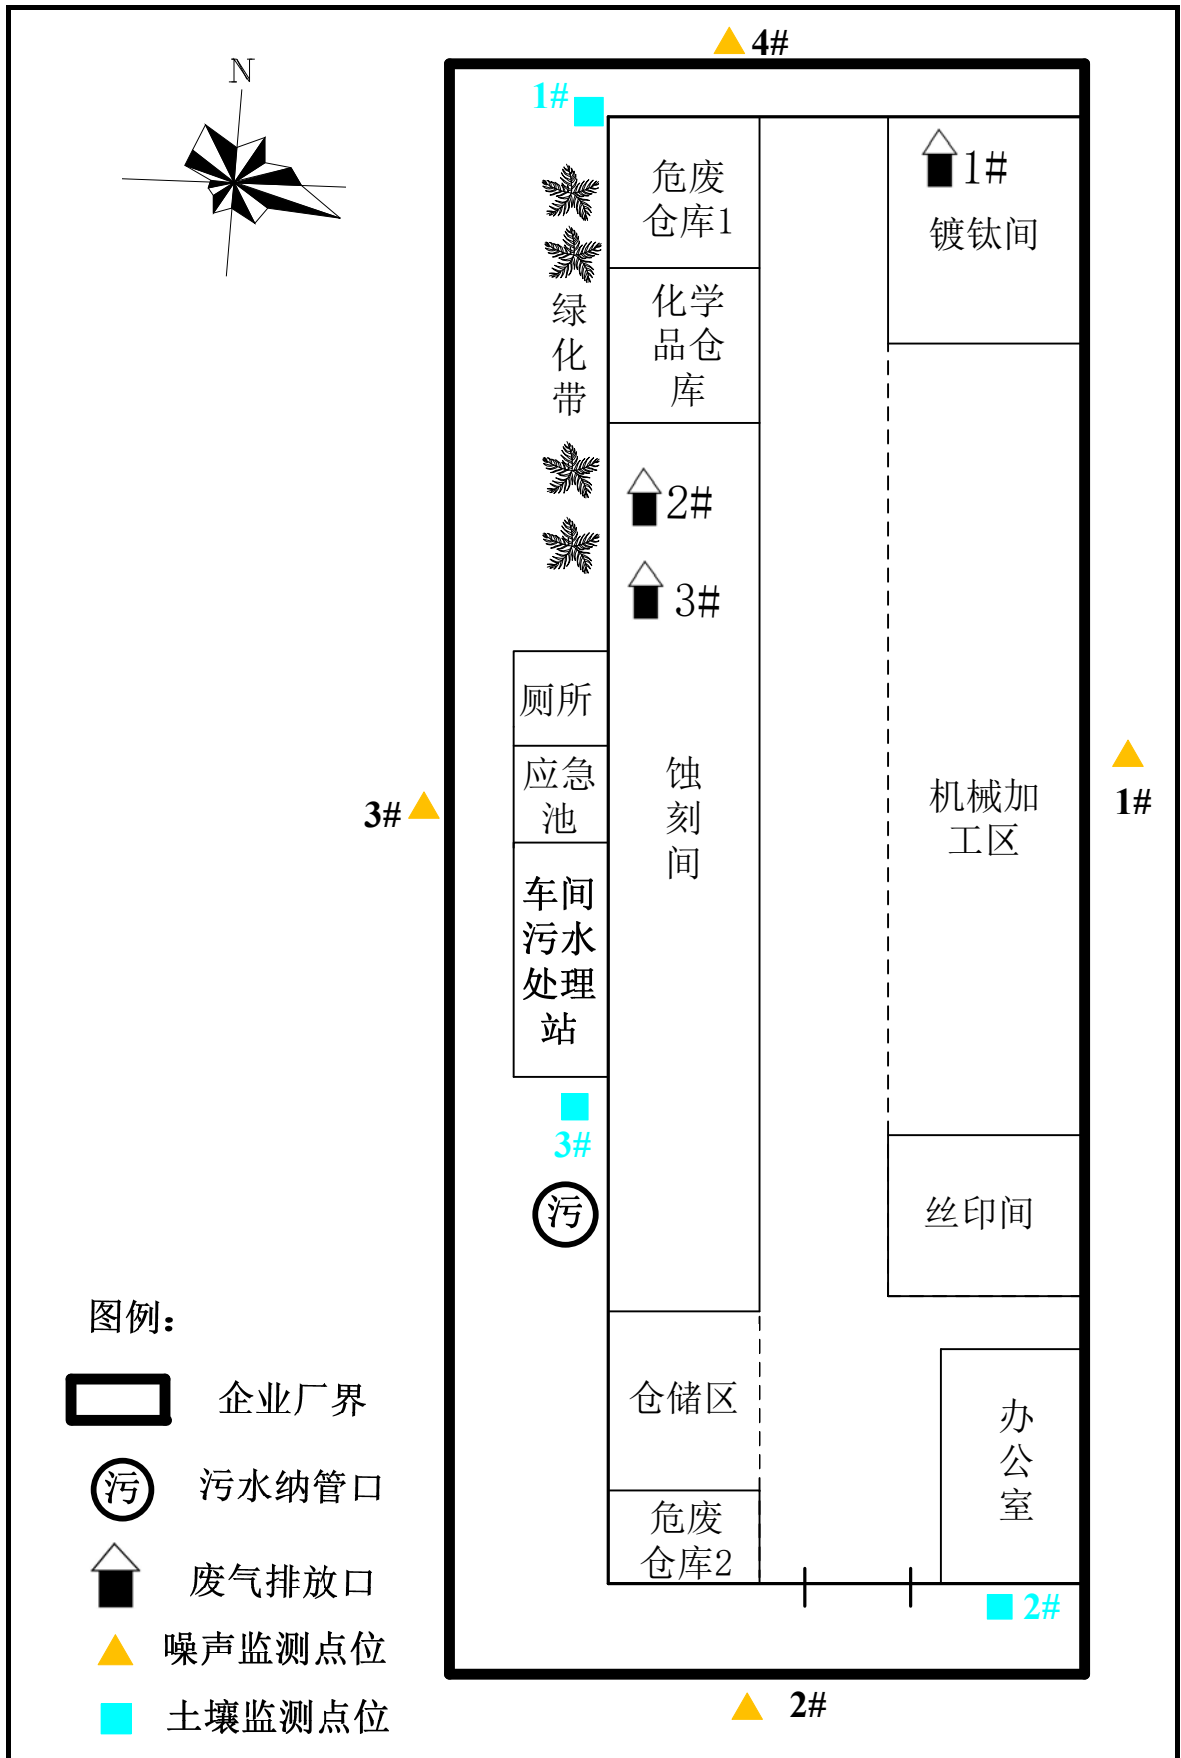 4#
N
1#
危废
仓库1
1#
镀钛间
绿
化
带
化学
品仓
库
2#
3#
厕所
应急
池
车间
污水
处理
站
蚀
刻
间
机械加
工区
1#
3#
3#
污
丝印间
仓储区
危废
仓库2
办
公
室
2#
2#
图例：
企业厂界
污 污水纳管口
废气排放口
噪声监测点位
土壤监测点位